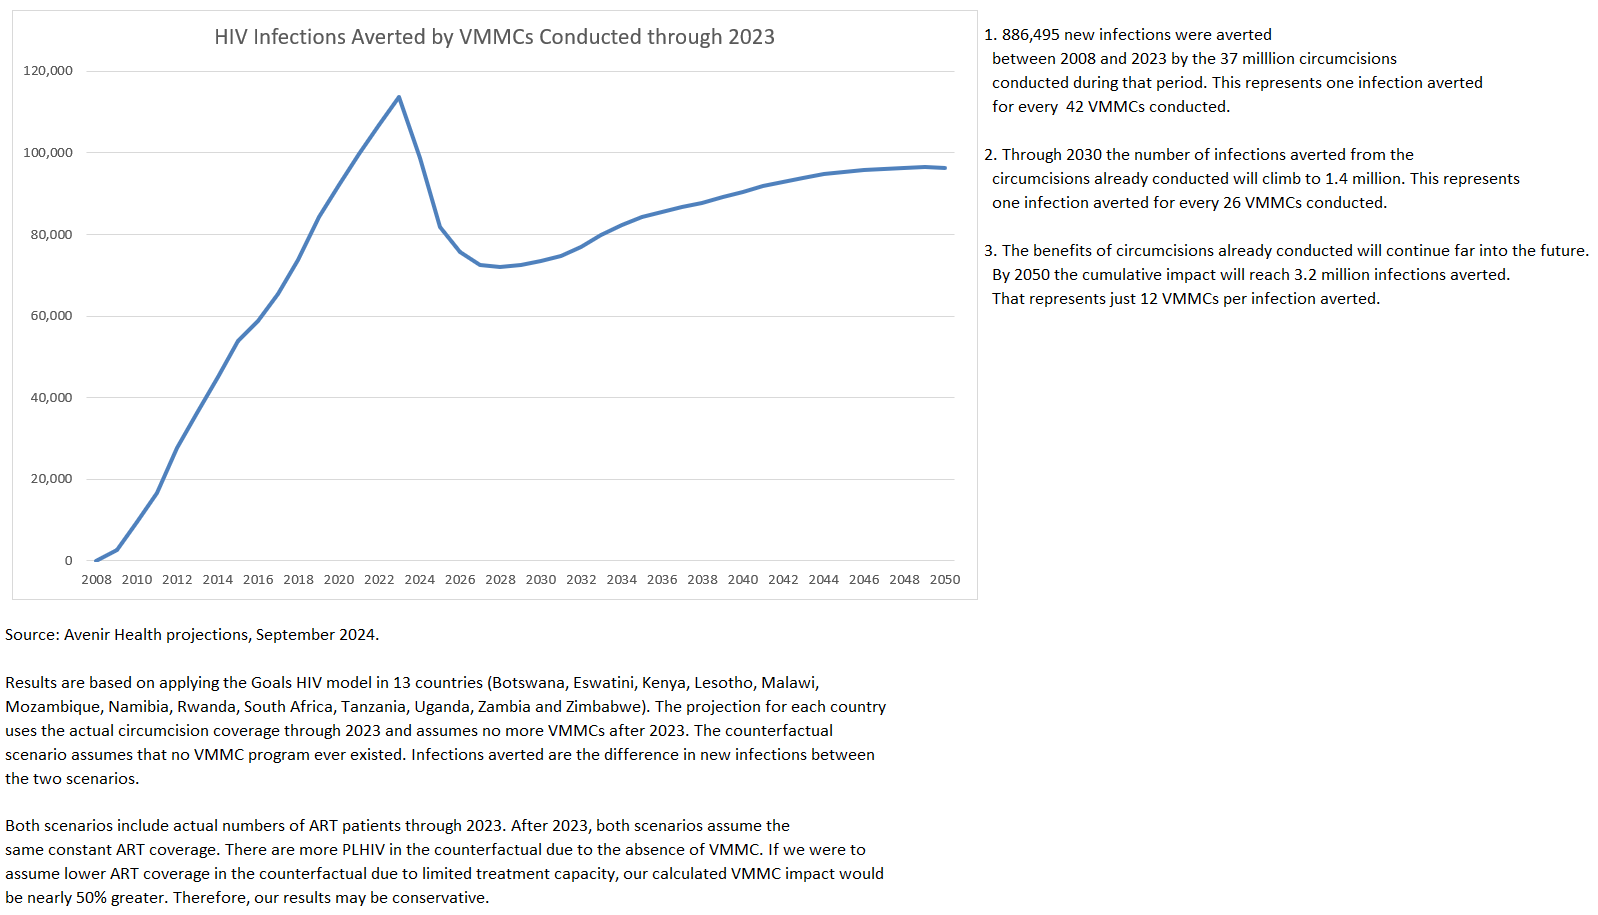 HIV Infections Averted by VMMCs Conducted through 2023
120,000
100,000
80,000
60,000
40,000
20,000
0
2008 2010 2012 2014 2016 2018 2020 2022 2024 2026 2028 2030 2032 2034 2036 2038 2040 2042 2044 2046 2048 2050
1. 886,495 new infections were averted
between 2008 and 2023 by the 37 milllion circumcisions
conducted during that period. This represents one infection averted
for every  42 VMMCs conducted.
2. Through 2030 the number of infections averted from the
circumcisions already conducted will climb to 1.4 million. This represents
one infection averted for every 26 VMMCs conducted.
3. The benefits of circumcisions already conducted will continue far into the future.
By 2050 the cumulative impact will reach 3.2 million infections averted.
That represents just 12 VMMCs per infection averted.
Source: Avenir Health projections, September 2024.
Results are based on applying the Goals HIV model in 13 countries (Botswana, Eswatini, Kenya, Lesotho, Malawi,
Mozambique, Namibia, Rwanda, South Africa, Tanzania, Uganda, Zambia and Zimbabwe). The projection for each country
uses the actual circumcision coverage through 2023 and assumes no more VMMCs after 2023. The counterfactual
scenario assumes that no VMMC program ever existed. Infections averted are the difference in new infections between
the two scenarios.
Both scenarios include actual numbers of ART patients through 2023. After 2023, both scenarios assume the
same constant ART coverage. There are more PLHIV in the counterfactual due to the absence of VMMC. If we were to
assume lower ART coverage in the counterfactual due to limited treatment capacity, our calculated VMMC impact would
be nearly 50% greater. Therefore, our results may be conservative.